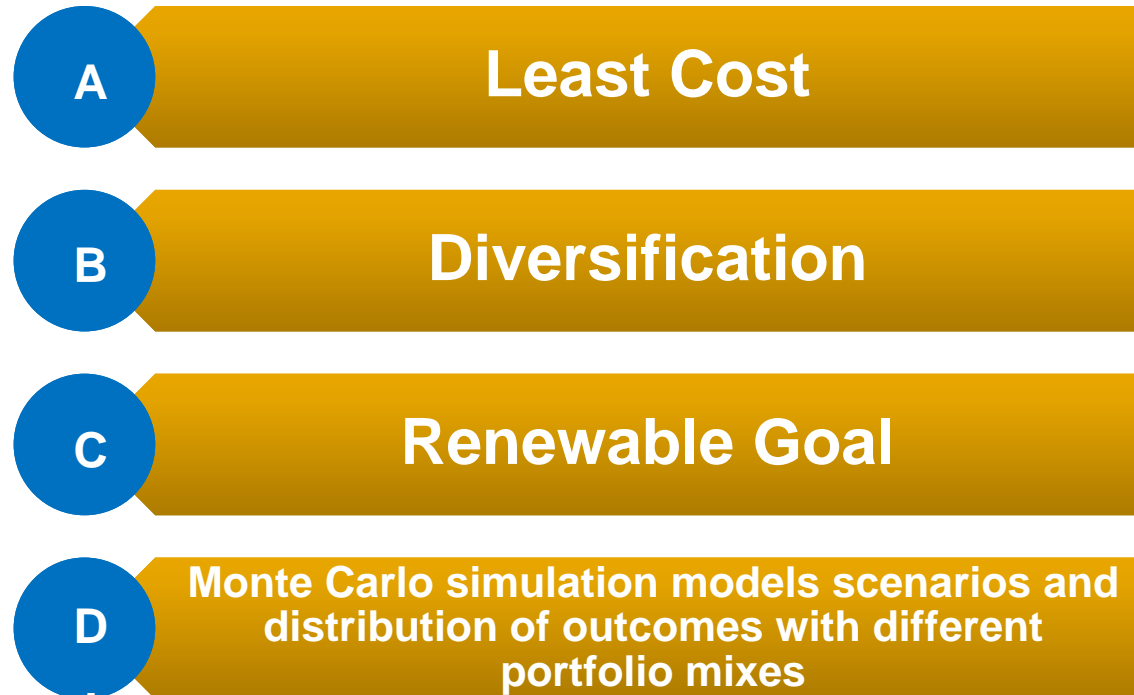 A
Least Cost
B
Diversification
C
Renewable Goal
D
Monte Carlo simulation models scenarios and
distribution of outcomes with different
portfolio mixes